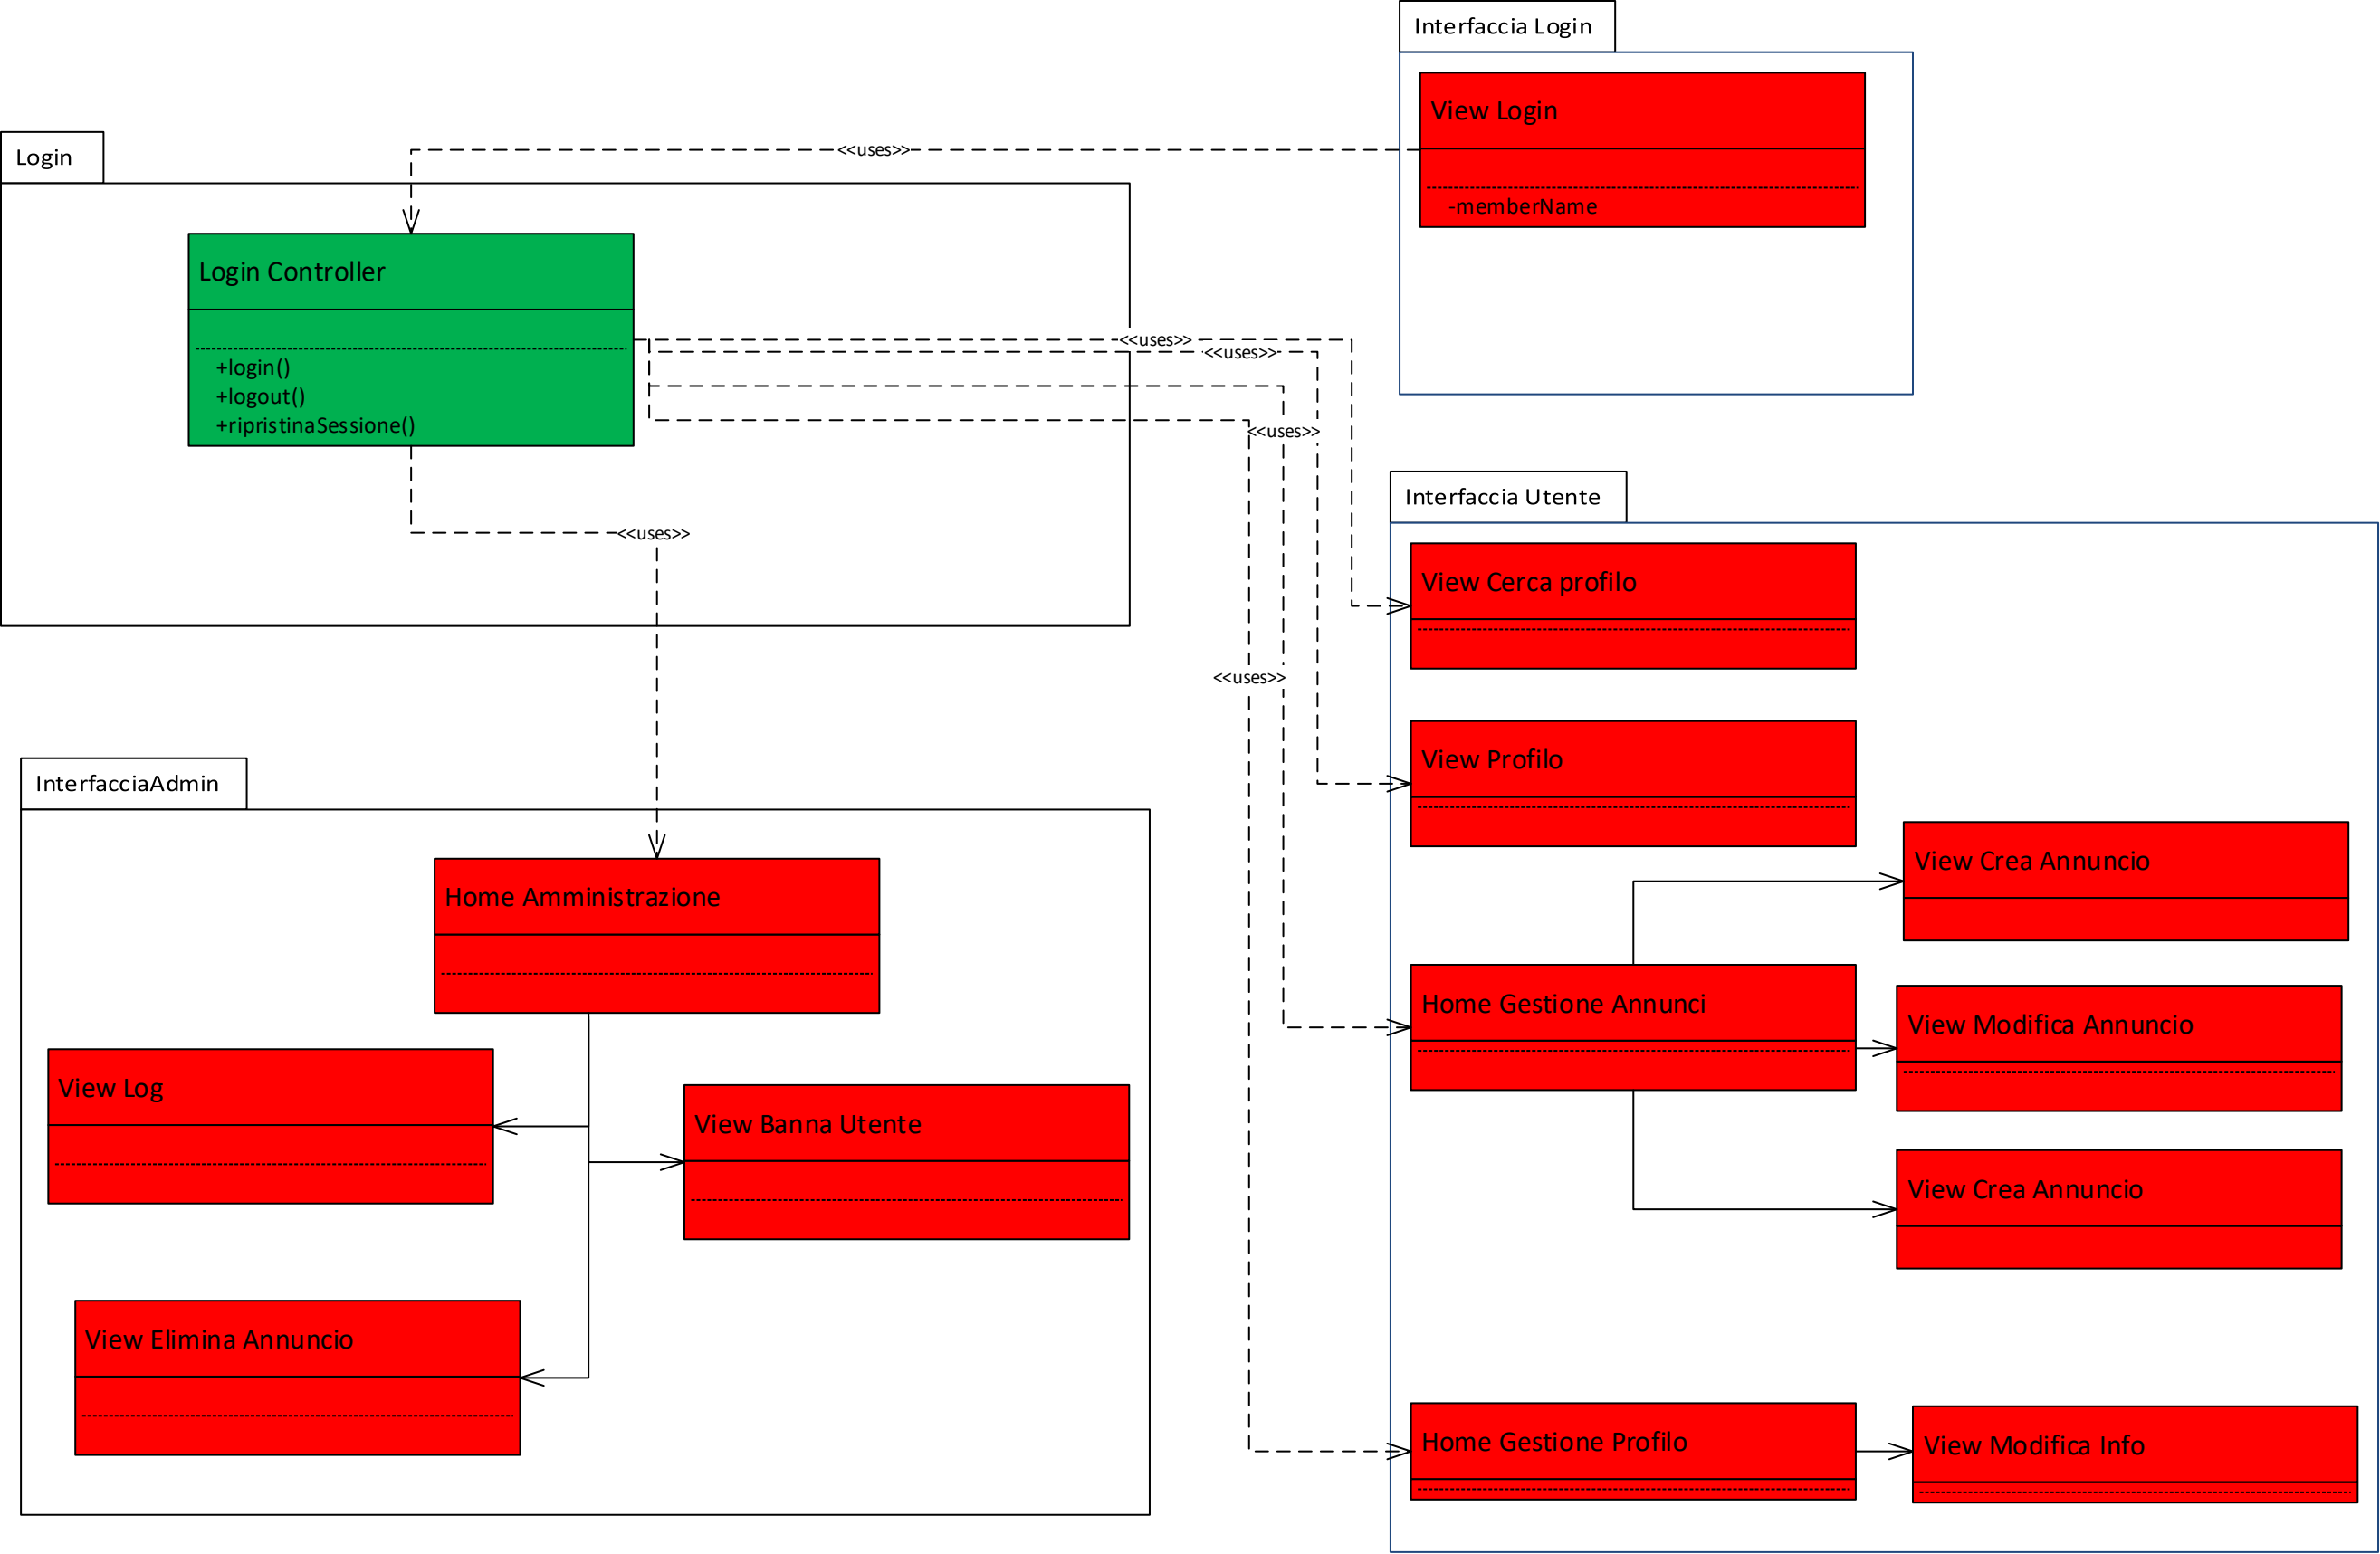 Interfaccia Login
View Login
-memberName
Login
<<uses>>
Login Controller
+login()
+logout()
+ripristinaSessione()
<<uses>>
<<uses>>
<<uses>>
<<uses>>
<<uses>>
Interfaccia Utente
View Cerca profilo
View Profilo
View Crea Annuncio
Home Gestione Annunci
View Modifica Annuncio
View Crea Annuncio
Home Gestione Profilo
View Modifica Info
InterfacciaAdmin
Home Amministrazione
View Log
View Banna Utente
View Elimina Annuncio